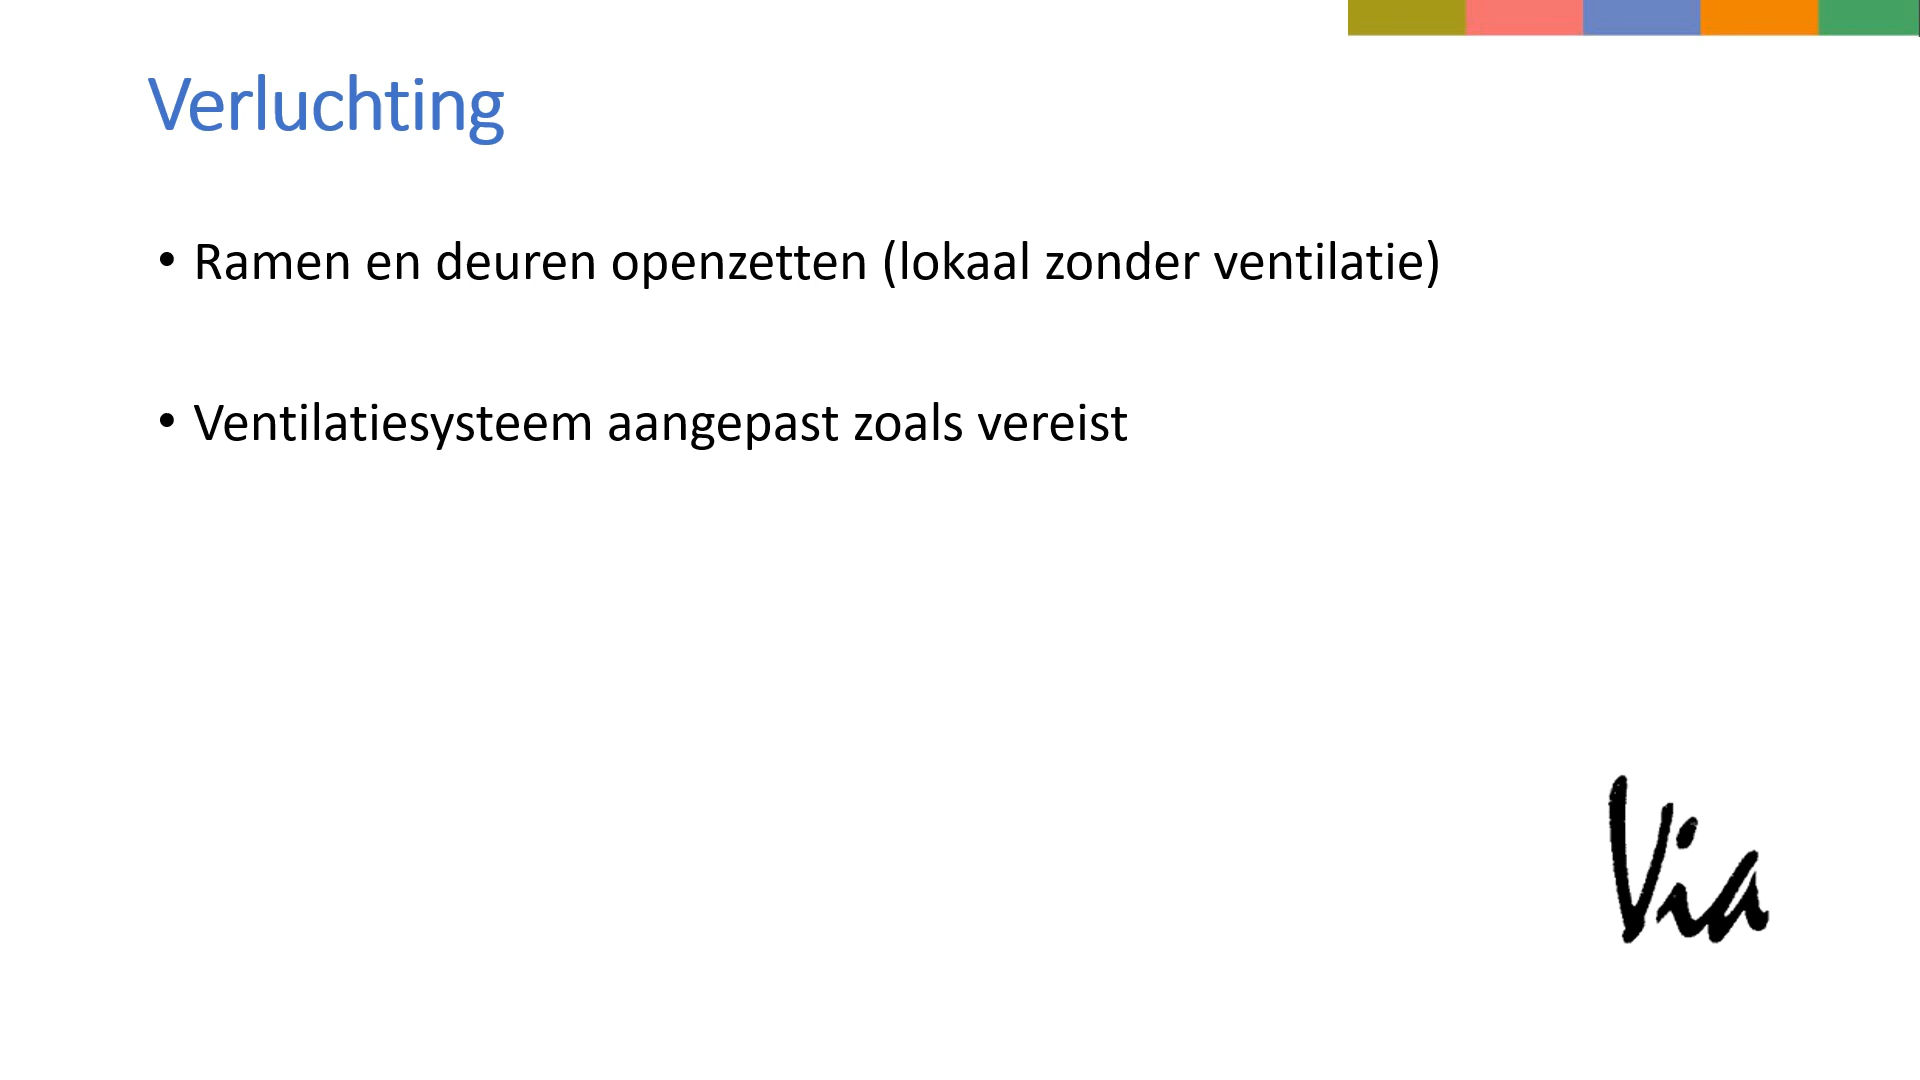 Verluchting
• Ramen en deuren openzetten (lokaal zonder ventilatie)
• Ventilatiesysteem aangepast zoals vereist
Via